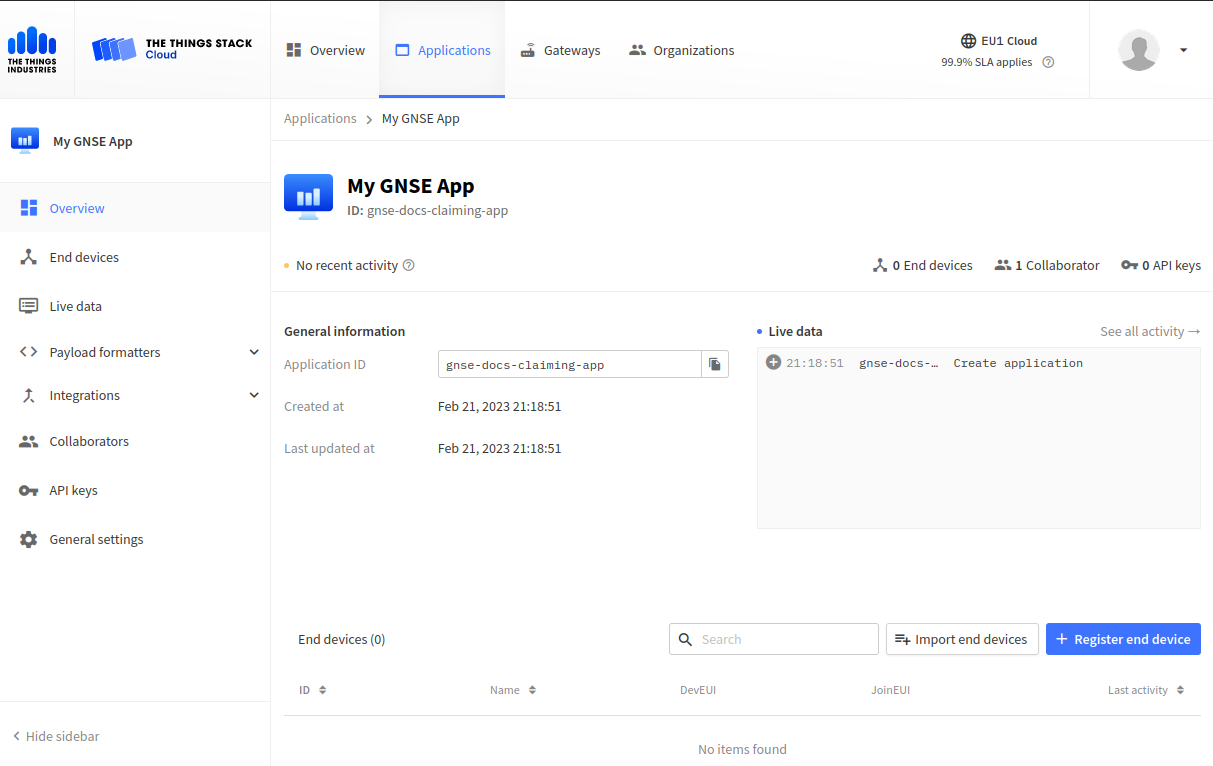 THE THINGS INDUSTRIES
THE THINGS STACK
Cloud
Overview
Applications
Gateways
Organizations
EU1 Cloud
99.9% SLA applies
My GNSE App
Overview
End devices
Live data
Payload formatters
Integrations
Collaborators
API keys
General settings
Hide sidebar
Applications > My GNSE App
My GNSE App
ID: gnse-docs-claiming-app
No recent activity
0 End devices
1 Collaborator
0 API keys
General information
Application ID gnse-docs-claiming-app
Created at Feb 21, 2023 21:18:51
Last updated at Feb 21, 2023 21:18:51
Live data
See all activity →
21:18:51 gnse-docs-… Create application
End devices (0)
Search
Import end devices
+ Register end device
ID Name DevEUI JoinEUI Last activity
No items found